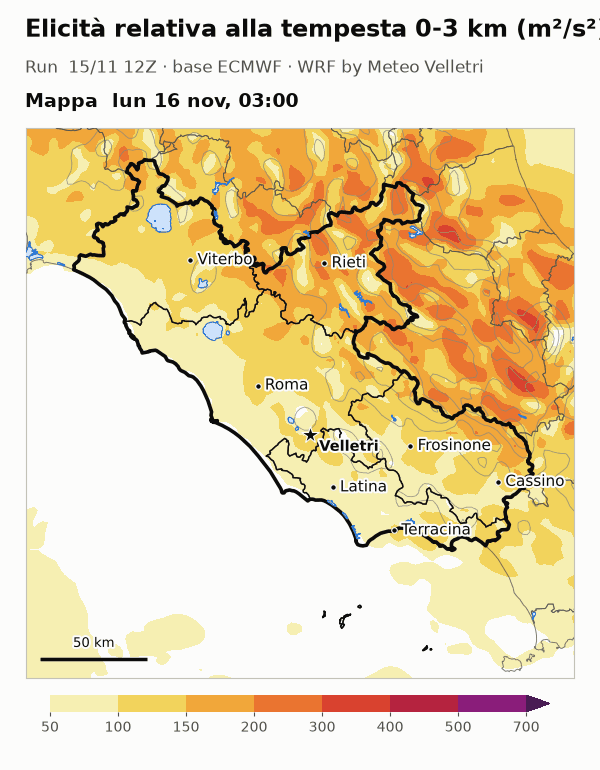 Elicità relativa alla tempesta 0-3 km (m²/s²)
Run 15/11 12Z · base ECMWF · WRF by Meteo Velletri
Mappa lun 16 nov, 03:00
Viterbo
Rieti
Roma
Velletri
Frosinone
Cassino
Latina
Terracina
50 km
50 100 150 200 300 400 500 700